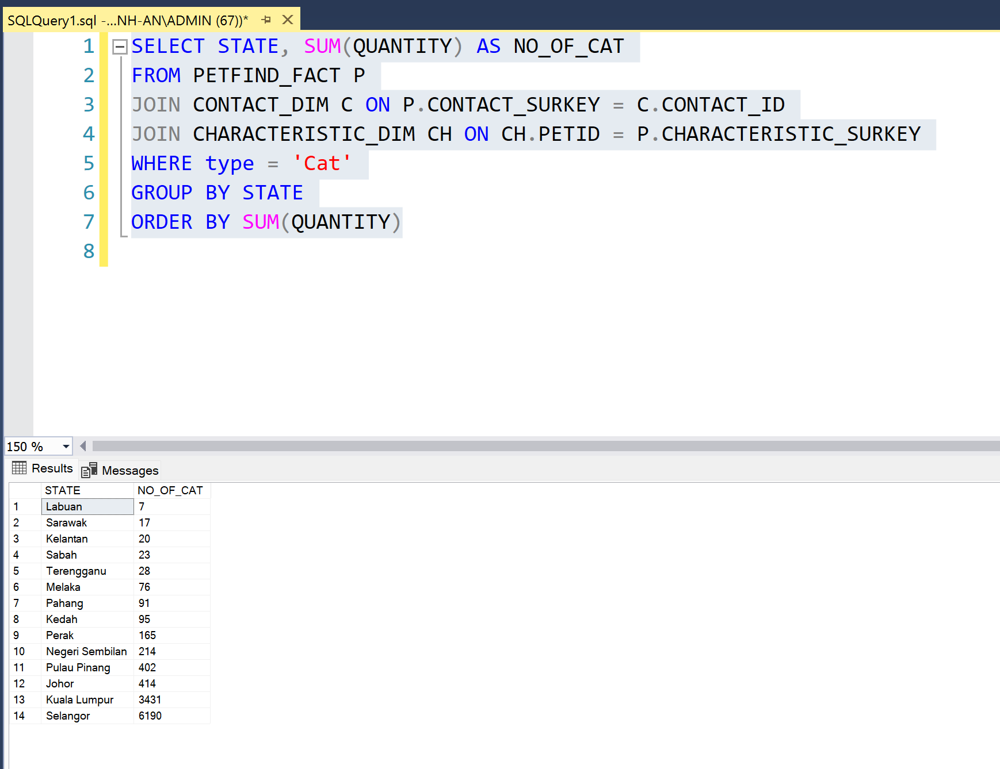 SQLQuery1.sql -...NH-AN\ADMIN (67))*
1 SELECT STATE, SUM(QUANTITY) AS NO_OF_CAT
2 FROM PETFIND_FACT P
3 JOIN CONTACT_DIM C ON P.CONTACT_SURKEY = C.CONTACT_ID
4 JOIN CHARACTERISTIC_DIM CH ON CH.PETID = P.CHARACTERISTIC_SURKEY
5 WHERE type = 'Cat'
6 GROUP BY STATE
7 ORDER BY SUM(QUANTITY)
8
150 %
Results Messages
STATE NO_OF_CAT
1 Labuan 7
2 Sarawak 17
3 Kelantan 20
4 Sabah 23
5 Terengganu 28
6 Melaka 76
7 Pahang 91
8 Kedah 95
9 Perak 165
10 Negeri Sembilan 214
11 Pulau Pinang 402
12 Johor 414
13 Kuala Lumpur 3431
14 Selangor 6190